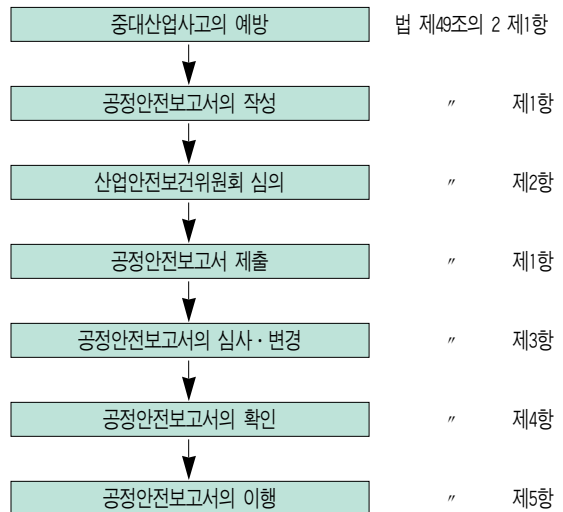 중대산업사고의 예방 법 제49조의 2 제1항
공정안전보고서의 작성 〃 제1항
산업안전보건위원회 심의 〃 제2항
공정안전보고서 제출 〃 제1항
공정안전보고서의 심사·변경 〃 제3항
공정안전보고서의 확인 〃 제4항
공정안전보고서의 이행 〃 제5항